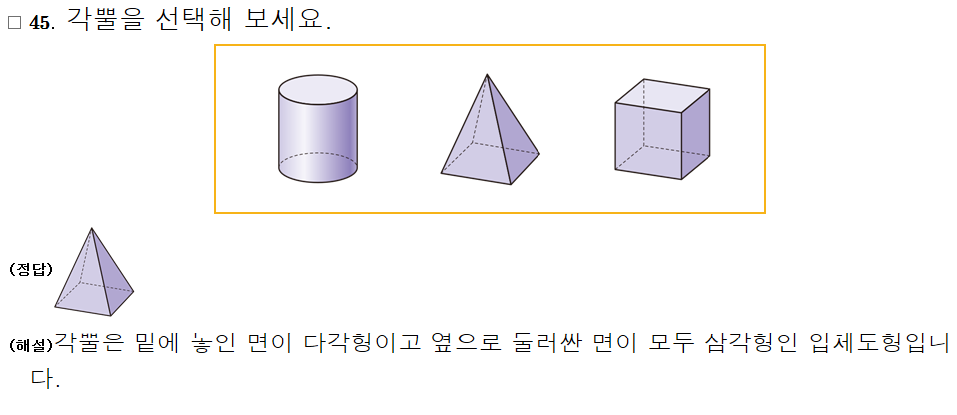 □ 45. 각뿔을 선택해 보세요.
(정답)
(해설)각뿔은 밑에 놓인 면이 다각형이고 옆으로 둘러싼 면이 모두 삼각형인 입세도형입니
다.